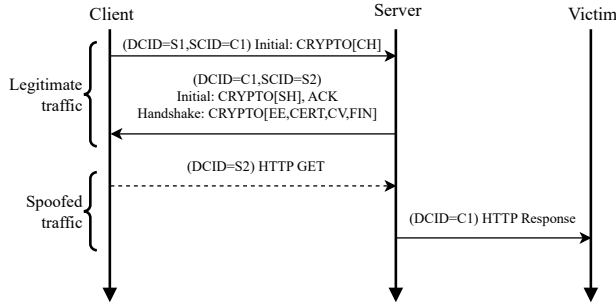 Client
Server
Victim
(DCID=S1,SCID=C1) Initial: CRYPTO[CH]
Legitimate
traffic
(DCID=C1,SCID=S2)
Initial: CRYPTO[SH], ACK
Handshake: CRYPTO[EE,CERT,CV,FIN]
(DCID=S2) HTTP GET
Spoofed
traffic
(DCID=C1) HTTP Response